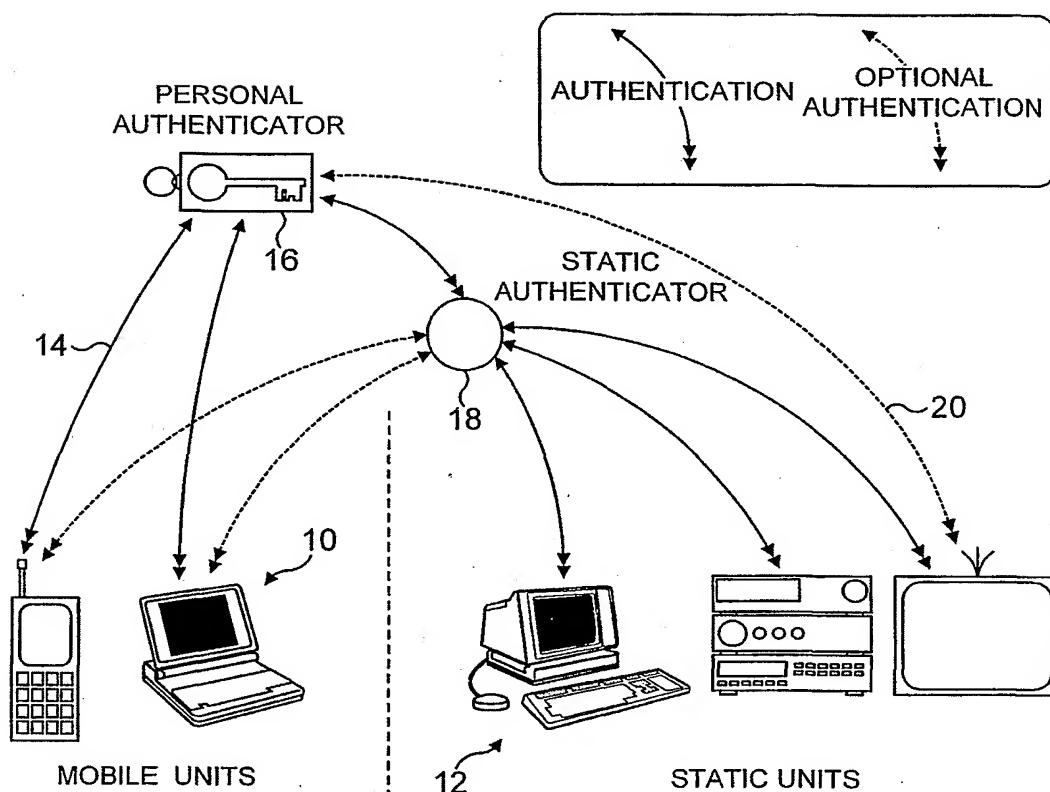 PERSONAL
AUTHENTICATOR
AUTHENTICATION
OPTIONAL
AUTHENTICATION
16
STATIC
AUTHENTICATOR
14
18
20
10
12
MOBILE UNITS
STATIC UNITS